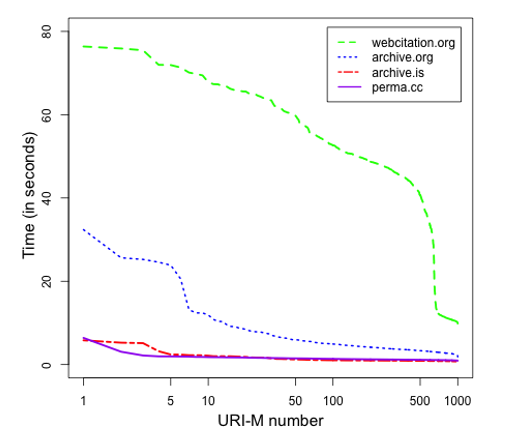 webcitation.org
archive.org
archive.is
perma.cc
Time (in seconds)
80
60
40
20
0
1 5 10 50 100 500 1000
URI-M number